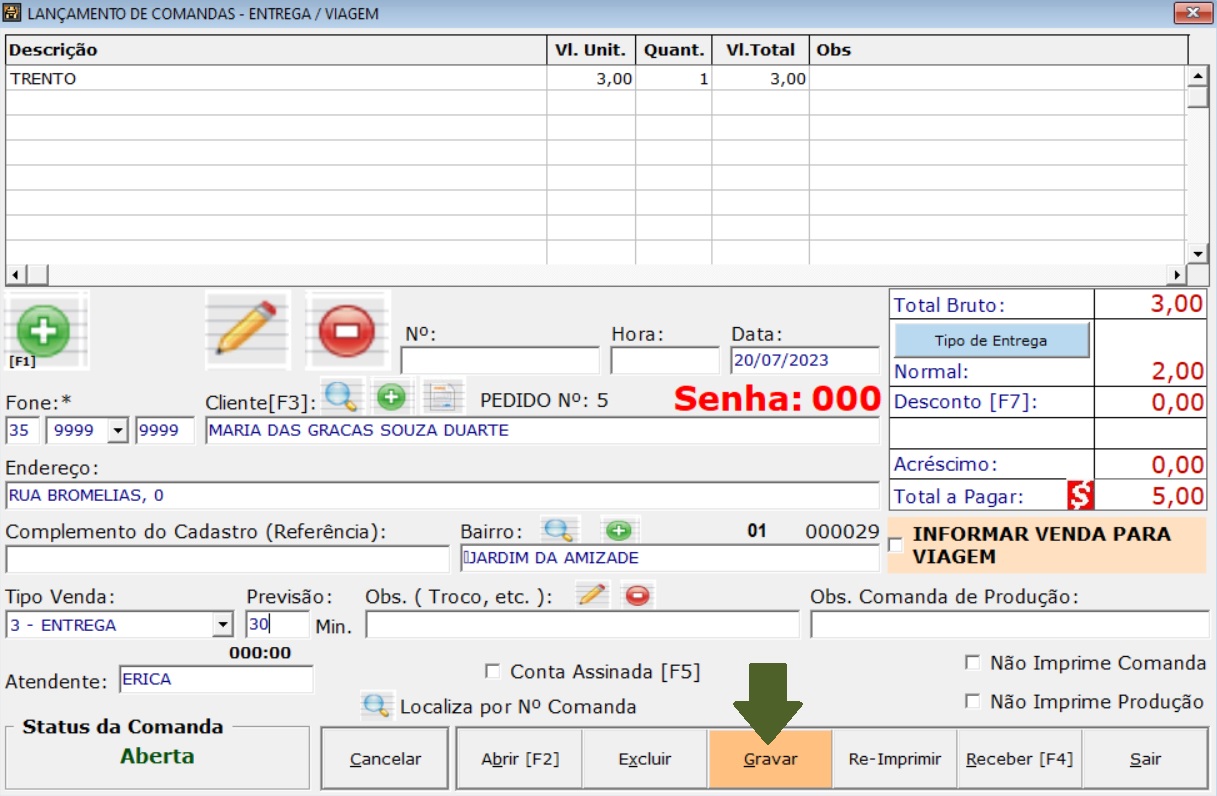 LANÇAMENTO DE COMANDAS - ENTREGA / VIAGEM
Descrição Vl. Unit. Quant. Vl.Total Obs
TRENTO 3,00 1 3,00
[F1]
Nº: Hora: Data:
20/07/2023
Total Bruto: 3,00
Tipo de Entrega
Normal: 2,00
Desconto [F7]: 0,00
Acréscimo: 0,00
Total a Pagar: $ 5,00
Fone:* Cliente[F3]: PEDIDO Nº: 5 Senha: 000
35 9999 9999 MARIA DAS GRACAS SOUZA DUARTE
Endereço:
RUA BROMELIAS, 0
Complemento do Cadastro (Referência): Bairro: 01 000029
JARDIM DA AMIZADE
INFORMAR VENDA PARA
VIAGEM
Tipo Venda: Previsão: Obs. ( Troco, etc. ): Obs. Comanda de Produção:
3 - ENTREGA 30 Min.
000:00
Atendente: ERICA
Conta Assinada [F5]
Não Imprime Comanda
Localiza por Nº Comanda
Não Imprime Produção
Status da Comanda
Aberta
Cancelar Abrir [F2] Excluir Gravar Re-Imprimir Receber [F4] Sair